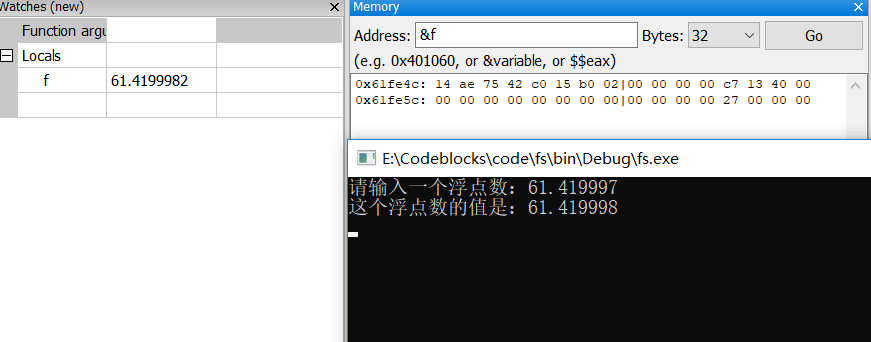 Watches (new)
Function argu
Locals
f 61.4199982
Memory
Address: &f Bytes: 32 Go
(e.g. 0x401060, or &variable, or $$eax)
0x61fe4c: 14 ae 75 42 c0 15 b0 02|00 00 00 00 c7 13 40 00
0x61fe5c: 00 00 00 00 00 00 00 00|00 00 00 00 27 00 00 00
E:\Codeblocks\code\fs\bin\Debug\fs.exe
请输入一个浮点数：61.419997
这个浮点数的值是：61.419998